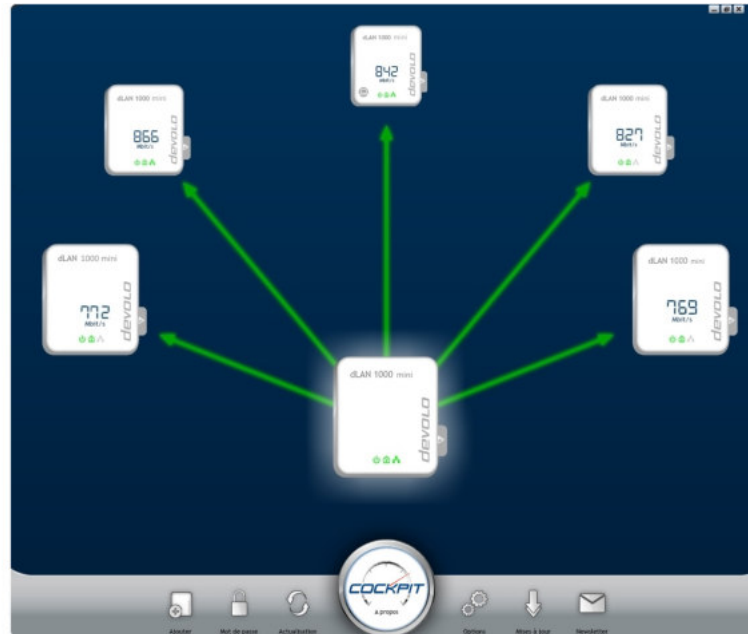 dLAN 1000 mini
842
Mbit/s
devolo
dLAN 1000 mini
866
Mbit/s
devolo
dLAN 1000 mini
827
Mbit/s
devolo
dLAN 1000 mini
772
Mbit/s
devolo
dLAN 1000 mini
769
Mbit/s
devolo
dLAN 1000 mini
devolo
COCKPIT
à propos
Ajouter
Mot de passe
Actualisation
Options
Mises à jour
Newsletter